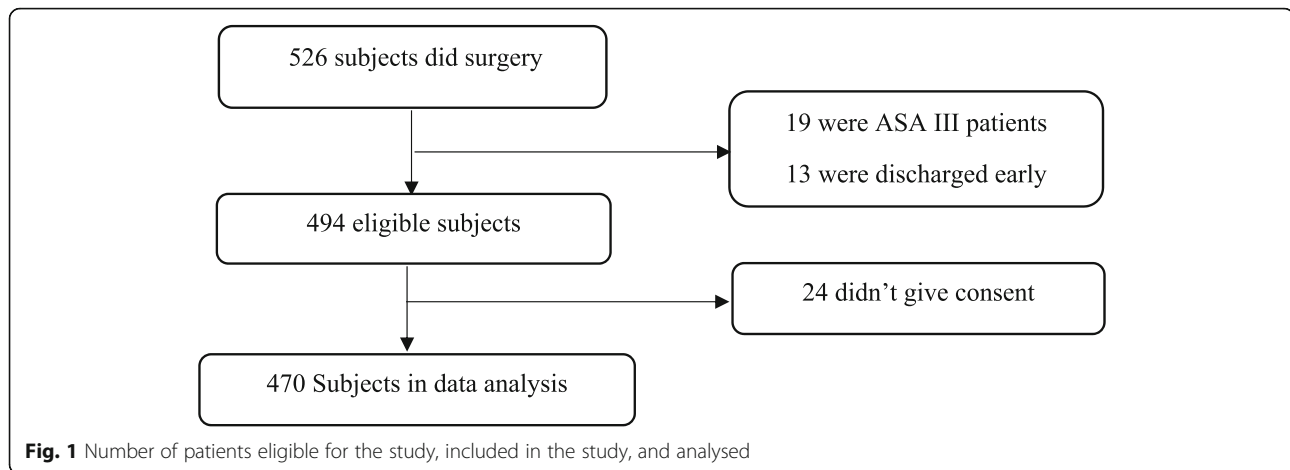 526 subjects did surgery
19 were ASA III patients
13 were discharged early
494 eligible subjects
24 didn’t give consent
470 Subjects in data analysis
Fig. 1 Number of patients eligible for the study, included in the study, and analysed